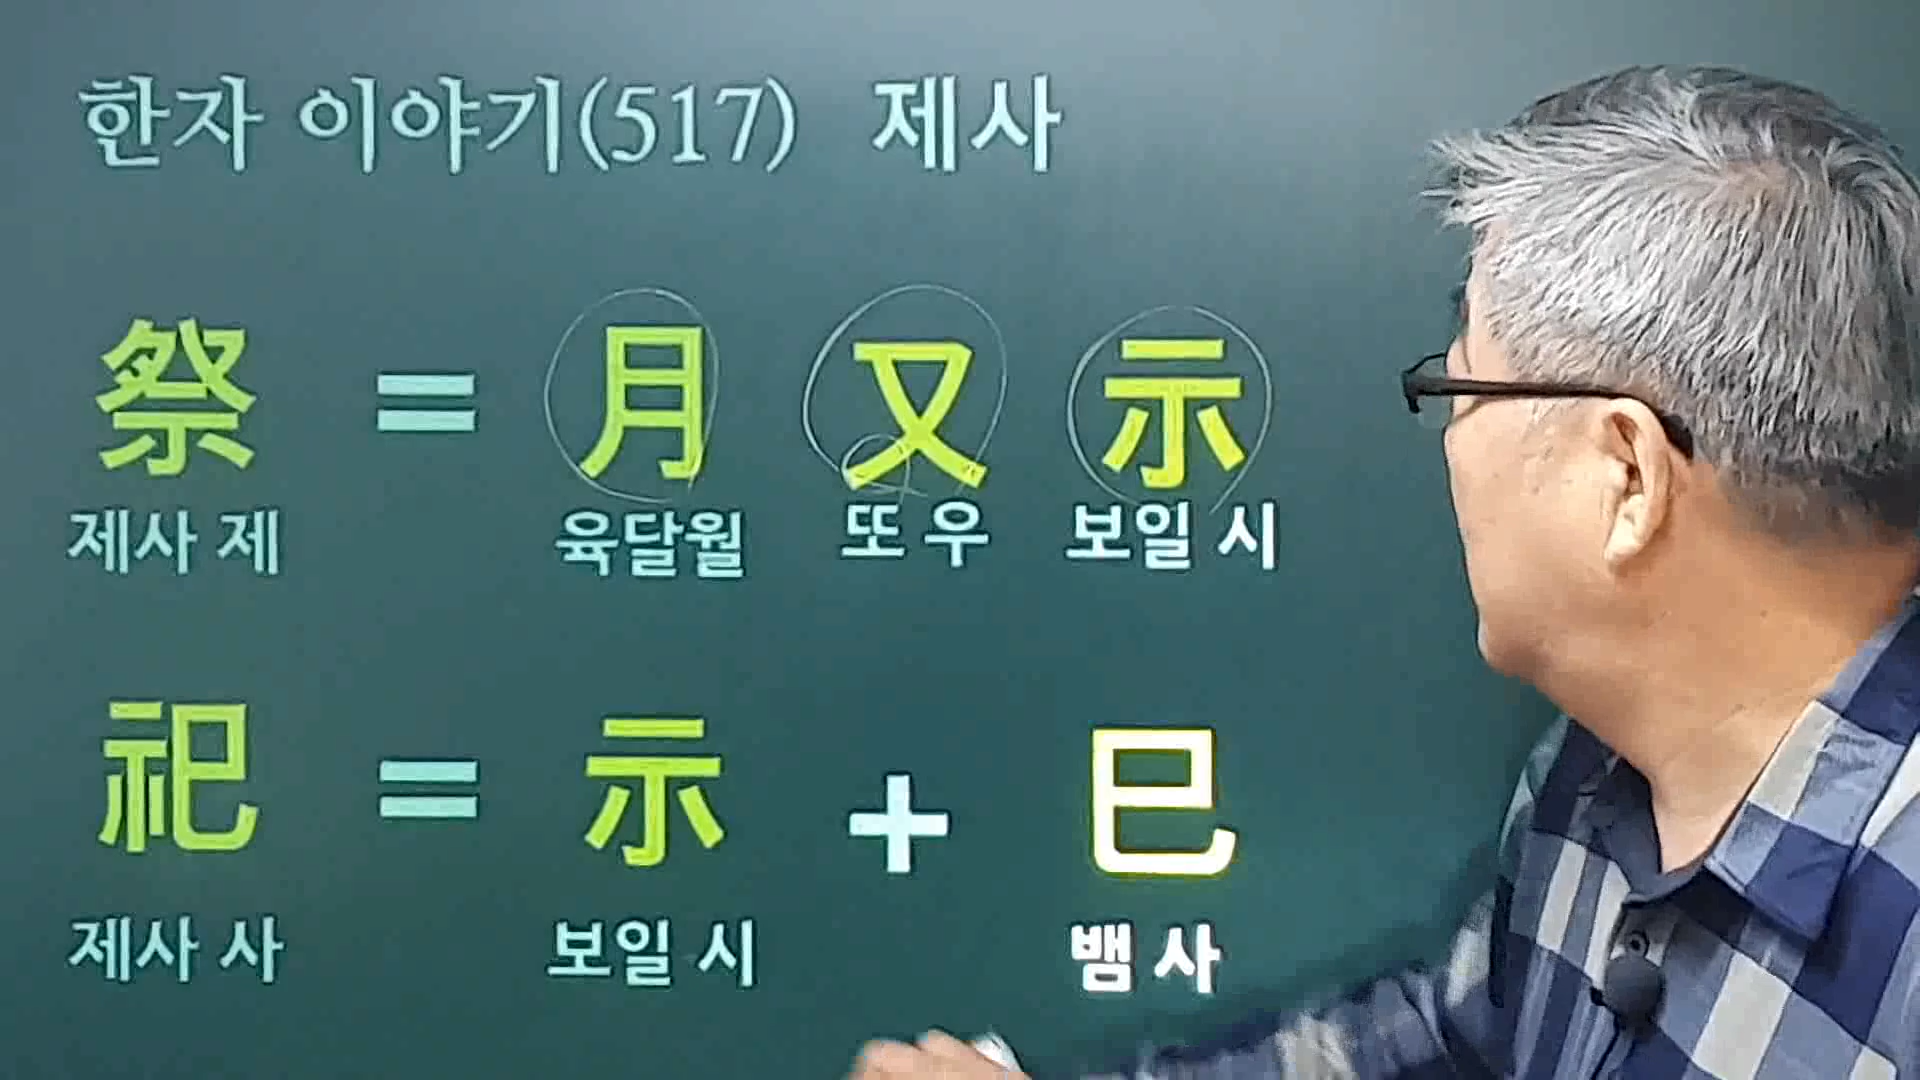 한자 이야기(517) 제사
祭 = 月 又 示
제사 제 육달월 또 우 보일 시
祀 = 示 + 巳
제사 사 보일 시 뱀 사